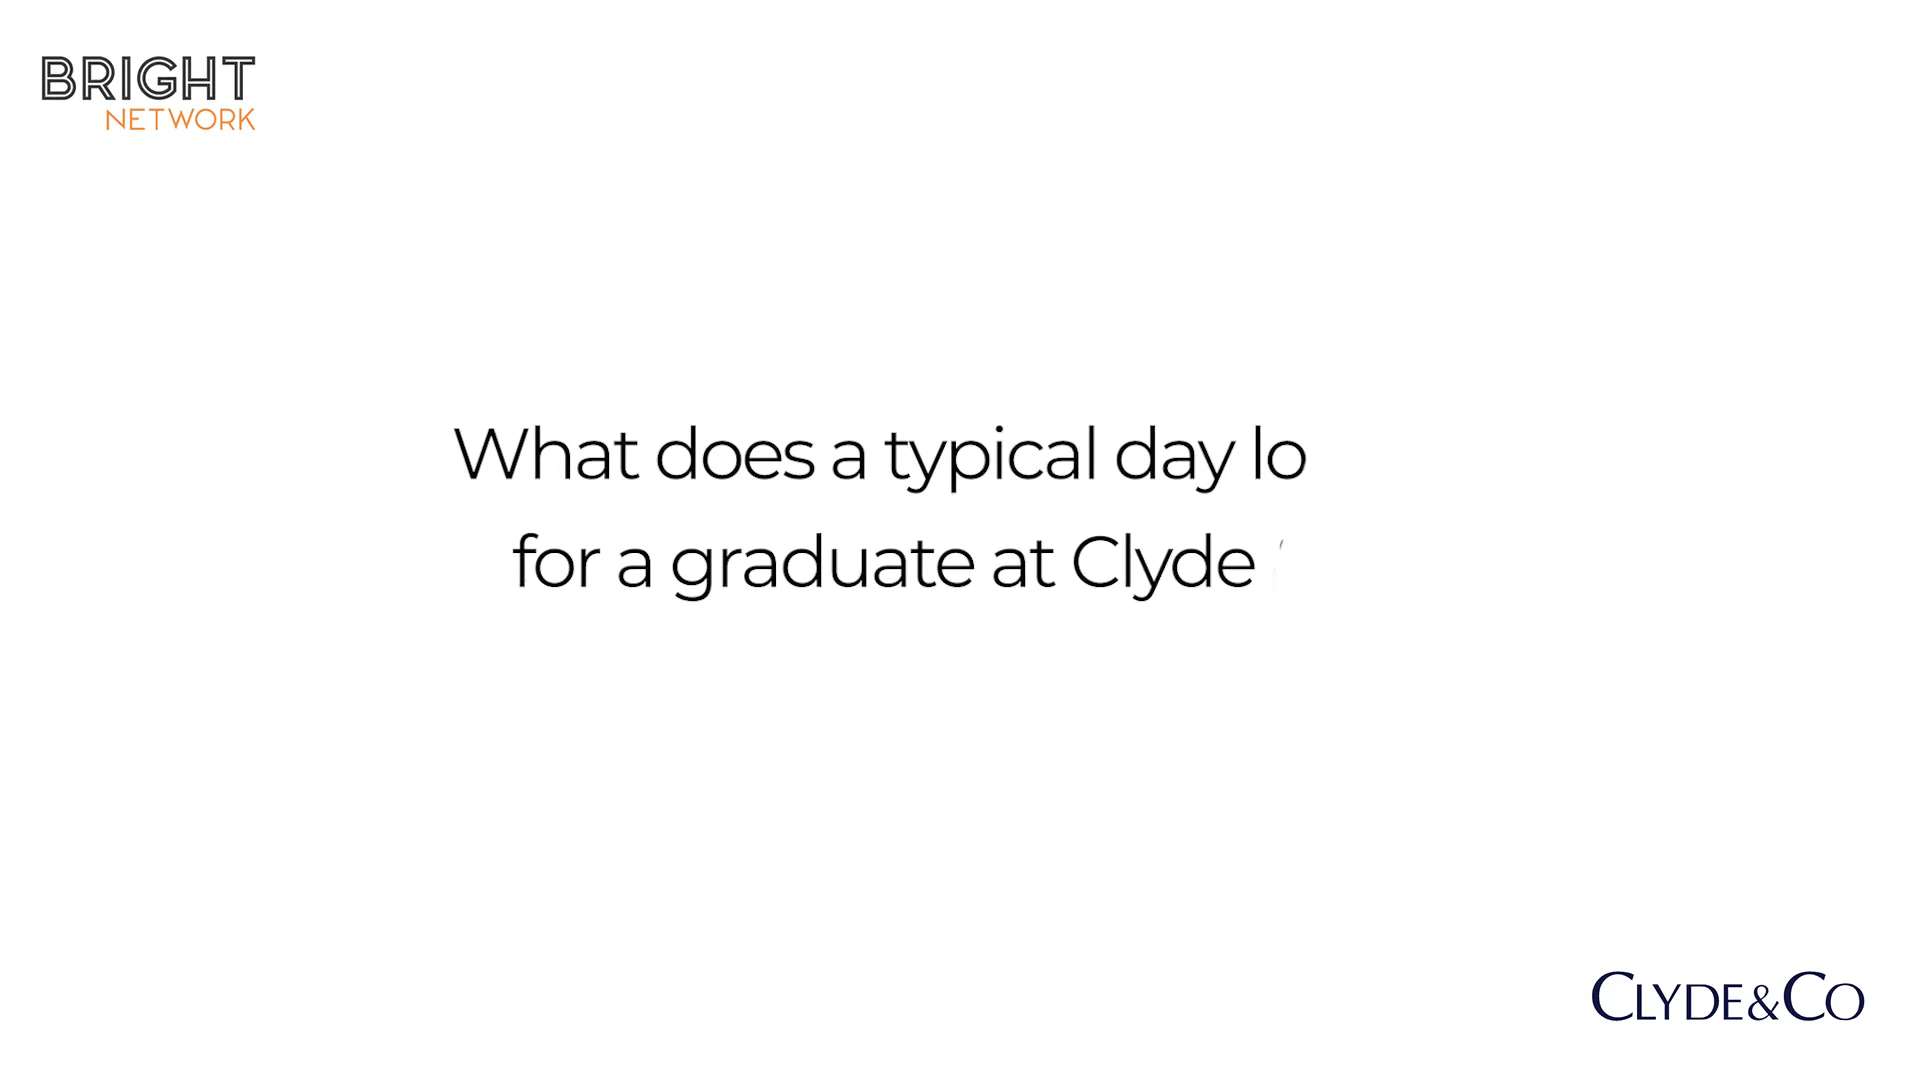 BRIGHT
NETWORK
What does a typical day lo
for a graduate at Clyde
CLYDE&CO